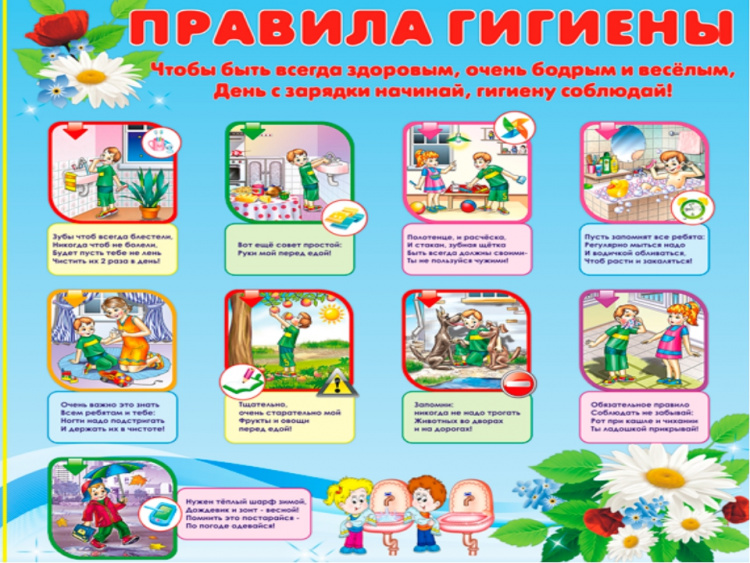 ПРАВИЛА ГИГИЕНЫ
Чтобы быть всегда здоровым, очень бодрым и весёлым,
День с зарядки начинай, гигиену соблюдай!
Зубы чтоб всегда блестели,
Никогда чтоб не болели,
Будет пусть тебе не лень
Чистить их 2 раза в день!
Вот ещё совет простой:
Руки мой перед едой!
Полотенце, и расчёска,
И стакан, зубная щётка
Быть всегда должны своими-
Ты не пользуйся чужими!
Пусть запомнят все ребята:
Регулярно мыться надо
И водичкой обливаться,
Чтоб расти и закаляться!
Очень важно это знать
Всем ребятам и тебе:
Ногти надо подстригать
И держать их в чистоте!
Тщательно,
очень старательно мой
Фрукты и овощи
перед едой!
Запомни:
никогда не надо трогать
Животных во дворах
и на дорогах!
Обязательное правило
Соблюдать не забывай:
Рот при кашле и чихании
Ты ладошкой прикрывай!
Нужен тёплый шарф зимой,
Дождевик и зонт - весной!
Помнить это постарайся -
По погоде одевайся!